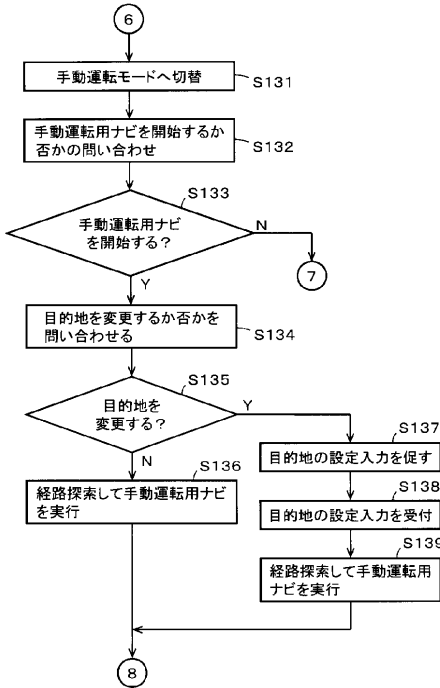 6
手動運転モードへ切替
S131
手動運転用ナビを開始するか
否かの問い合わせ
S132
S133
手動運転用ナビ
を開始する?
N
7
Y
目的地を変更するか否かを
問い合わせる
S134
S135
目的地を
変更する?
Y
N
S137
目的地の設定入力を促す
S136
経路探索して手動運転用ナビ
を実行
S138
目的地の設定入力を受付
S139
経路探索して手動運転用
ナビを実行
8